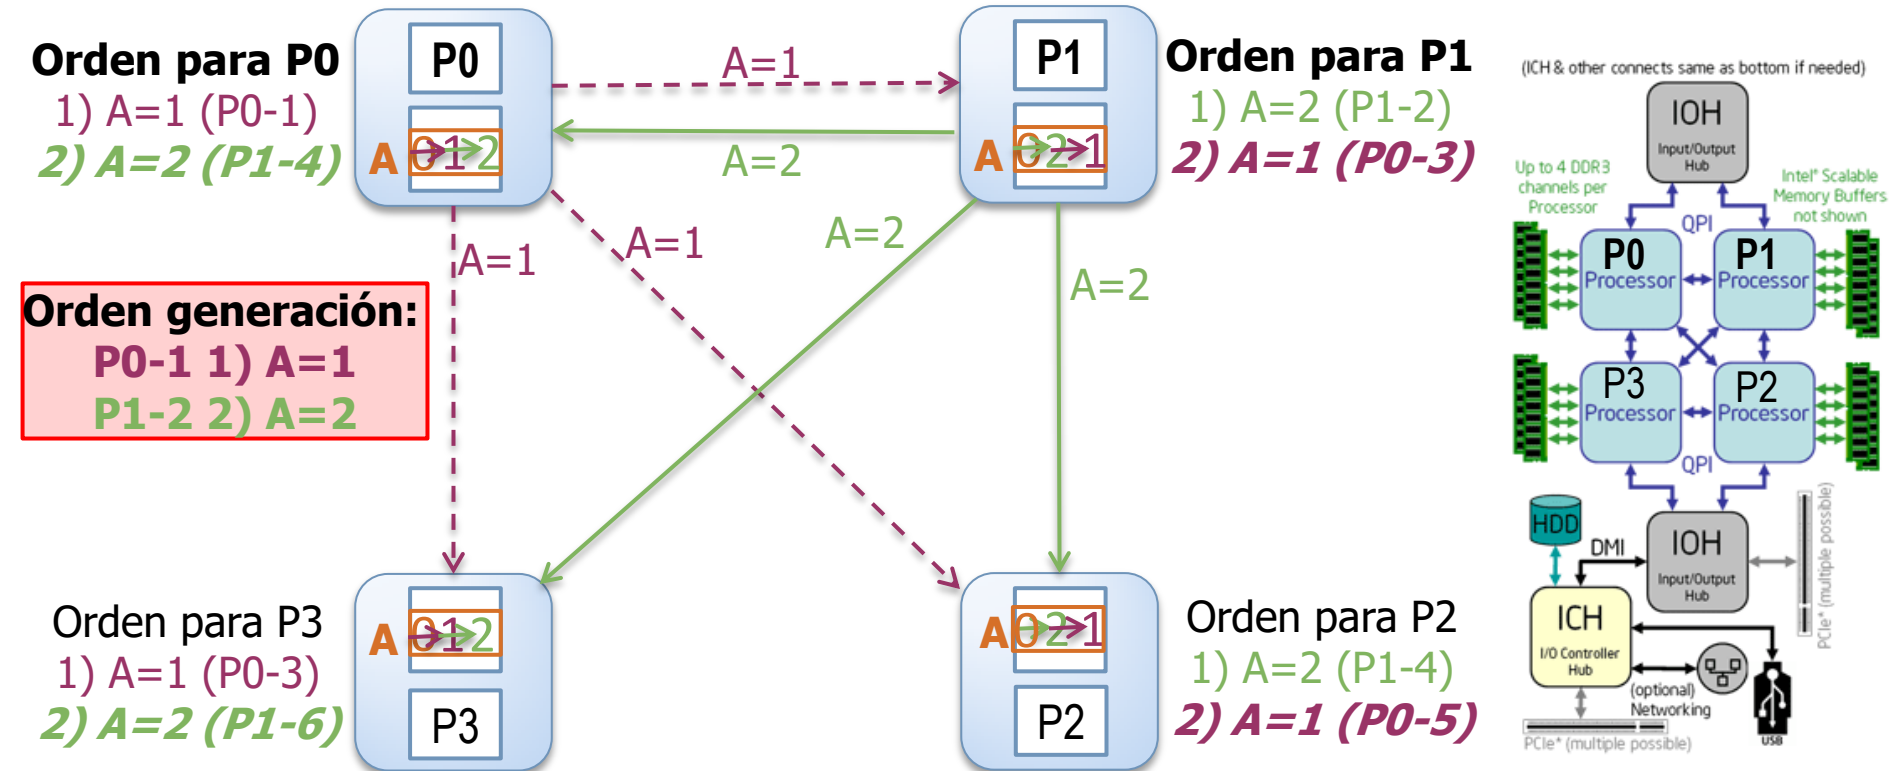 Orden para P0
1) A=1 (P0-1)
2) A=2 (P1-4)
P0
A 0 1 2
A=1
A=2
P1
A 0 2 1
Orden para P1
1) A=2 (P1-2)
2) A=1 (P0-3)
A=1
A=1
A=2
A=2
Orden generación:
P0-1 1) A=1
P1-2 2) A=2
Orden para P3
1) A=1 (P0-3)
2) A=2 (P1-6)
A 0 1 2
P3
A 0 2 1
P2
Orden para P2
1) A=2 (P1-4)
2) A=1 (P0-5)
(ICH & other connects same as bottom if needed)
IOH
Input/Output
Hub
Up to 4 DDR3
channels per
Processor
Intel* Scalable
Memory Buffers
not shown
QPI
P0
Processor
P1
Processor
P3
Processor
P2
Processor
QPI
HDD
DMI
IOH
Input/Output
Hub
PCIe* (multiple possible)
ICH
I/O Controller
Hub
(optional)
Networking
USB
PCIe* (multiple possible)